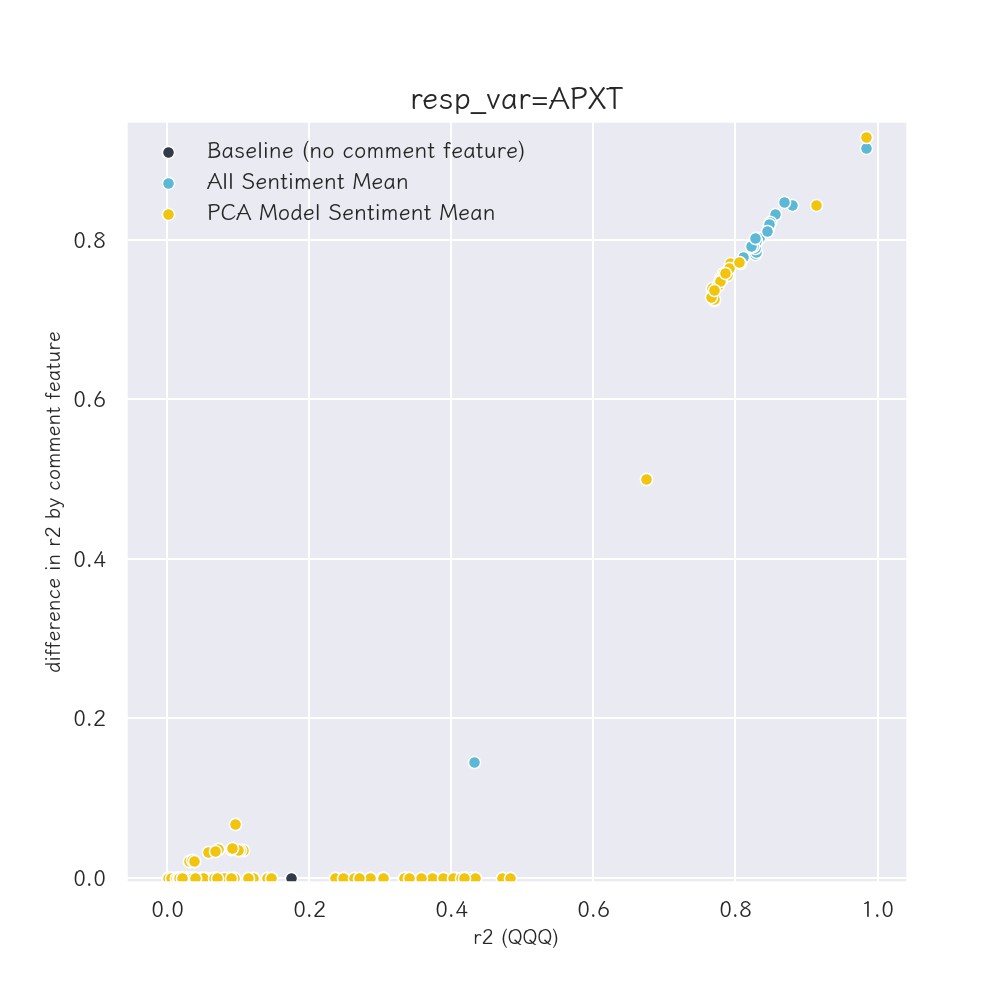 resp_var=APXT
Baseline (no comment feature)
All Sentiment Mean
PCA Model Sentiment Mean
difference in r2 by comment feature
0.8
0.6
0.4
0.2
0.0
0.0 0.2 0.4 0.6 0.8 1.0
r2 (QQQ)